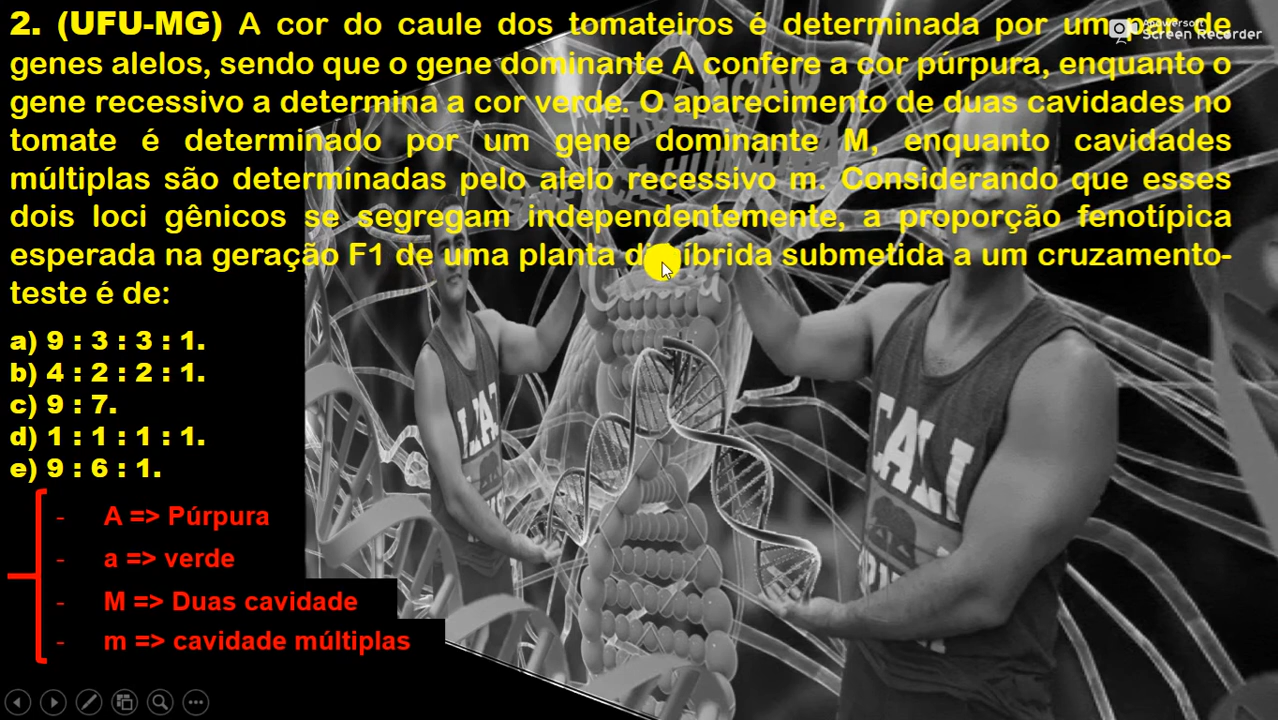 2. (UFU-MG) A cor do caule dos tomateiros é determinada por um de
genes alelos, sendo que o gene dominante A confere a cor púrpura, enquanto o
gene recessivo a determina a cor verde. O aparecimento de duas cavidades no
tomate é determinado por um gene dominante M, enquanto cavidades
múltiplas são determinadas pelo alelo recessivo m. Considerando que esses
dois loci gênicos se segregam independentemente, a proporção fenotípica
esperada na geração F1 de uma planta submetida a um cruzamento-
teste é de:
a) 9 : 3 : 3 : 1.
b) 4 : 2 : 2 : 1.
c) 9 : 7.
d) 1 : 1 : 1 : 1.
e) 9 : 6 : 1.
- A => Púrpura
- a => verde
- M => Duas cavidade
- m => cavidade múltiplas
Apowersoft
Screen Recorder
CALI